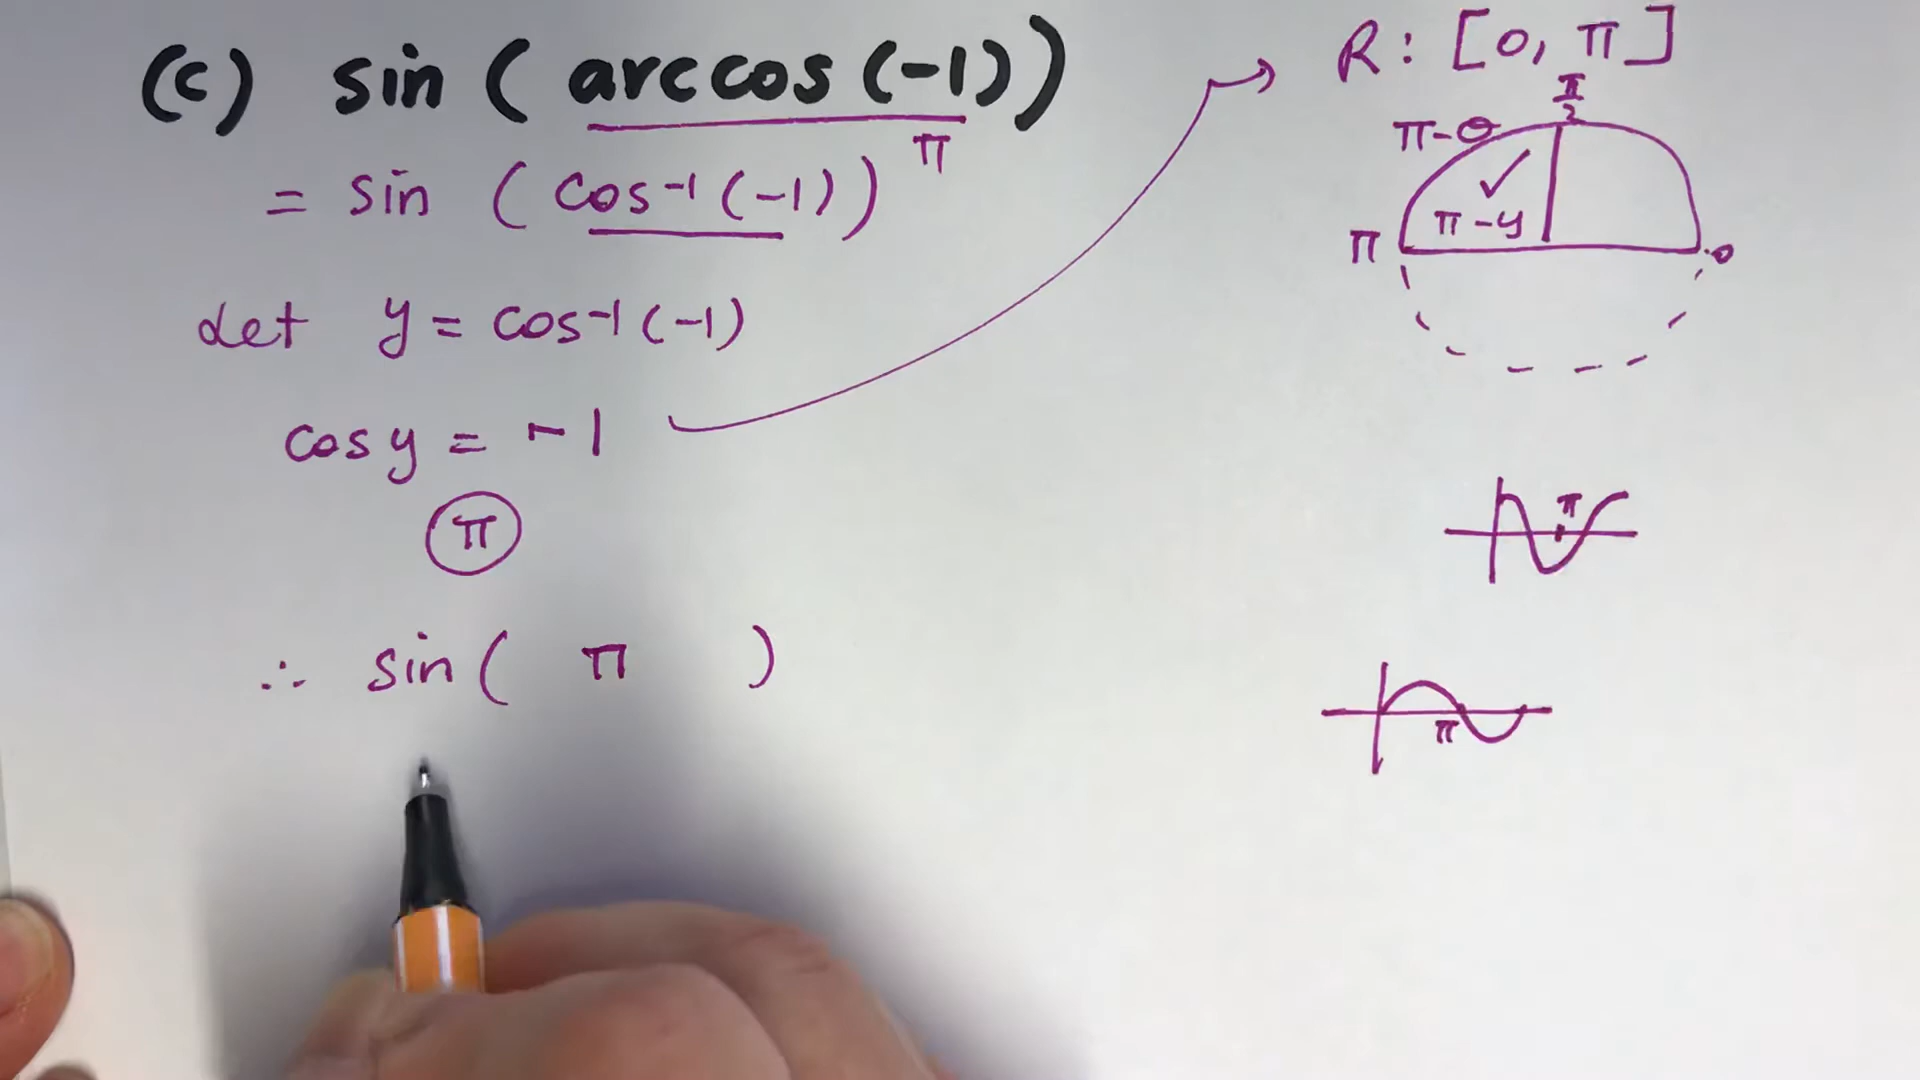 (c) sin ( arccos (-1))
π
= sin ( cos⁻¹ (-1))
Let y = cos⁻¹ (-1)
cos y = -1
π
∴ sin ( π )
R: [0, π]
π/2
π-θ
π-y
π
0
π
π